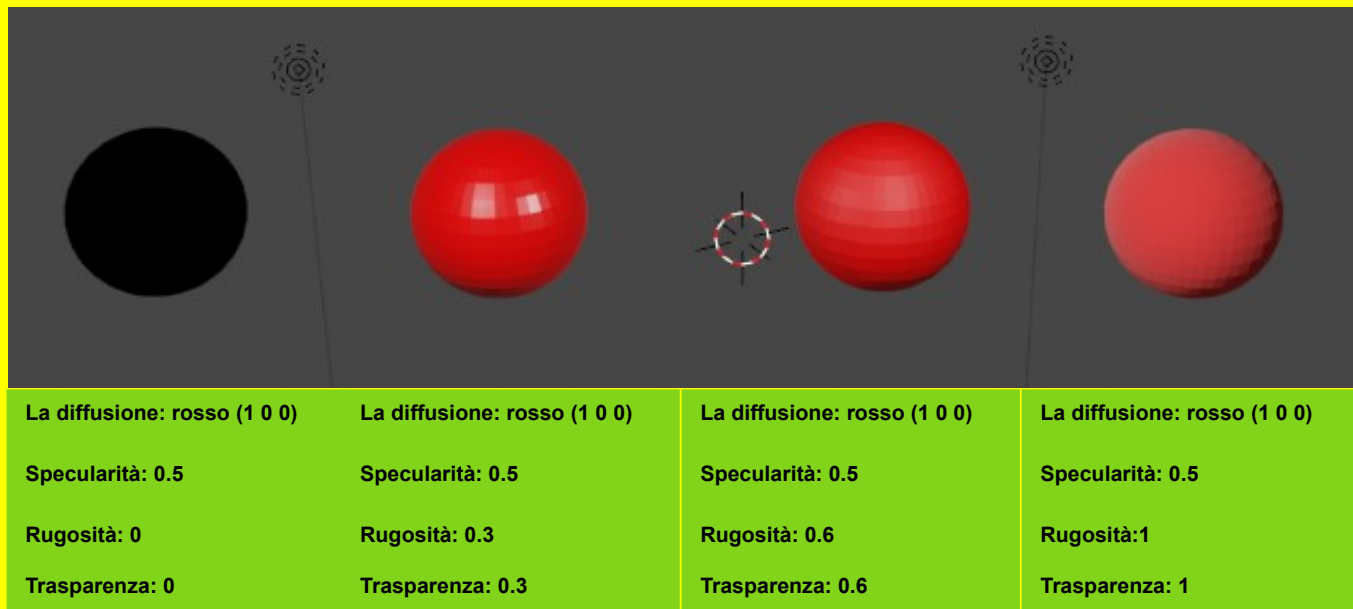 La diffusione: rosso (1 0 0)
Specularità: 0.5
Rugosità: 0
Trasparenza: 0
La diffusione: rosso (1 0 0)
Specularità: 0.5
Rugosità: 0.3
Trasparenza: 0.3
La diffusione: rosso (1 0 0)
Specularità: 0.5
Rugosità: 0.6
Trasparenza: 0.6
La diffusione: rosso (1 0 0)
Specularità: 0.5
Rugosità:1
Trasparenza: 1